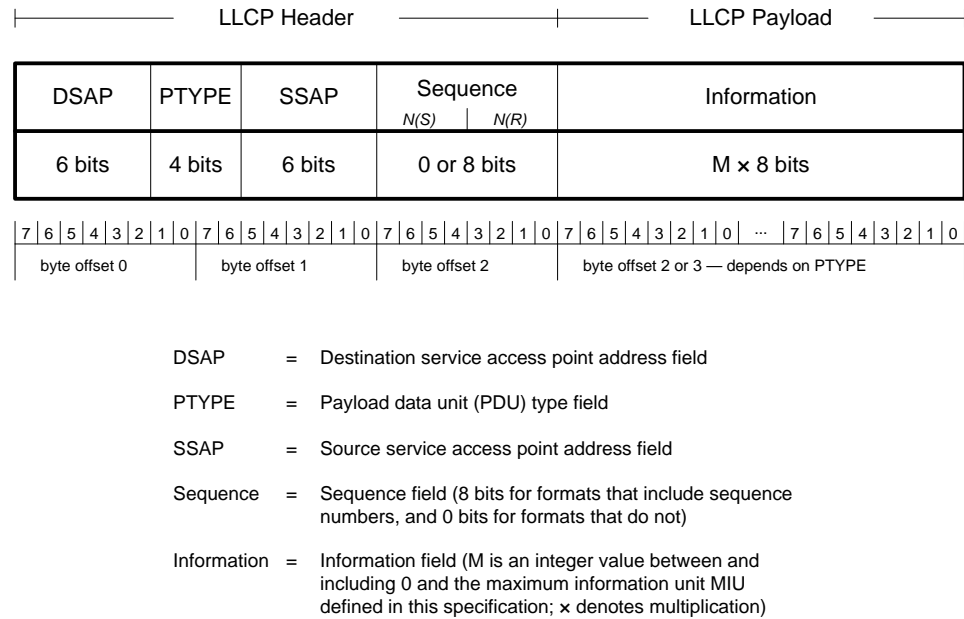 LLCP Header LLCP Payload
DSAP PTYPE SSAP Sequence Information
N(S) N(R)
6 bits 4 bits 6 bits 0 or 8 bits M × 8 bits
7 6 5 4 3 2 1 0 7 6 5 4 3 2 1 0 7 6 5 4 3 2 1 0 7 6 5 4 3 2 1 0 ... 7 6 5 4 3 2 1 0
byte offset 0 byte offset 1 byte offset 2 byte offset 2 or 3 — depends on PTYPE
DSAP = Destination service access point address field
PTYPE = Payload data unit (PDU) type field
SSAP = Source service access point address field
Sequence = Sequence field (8 bits for formats that include sequence
numbers, and 0 bits for formats that do not)
Information = Information field (M is an integer value between and
including 0 and the maximum information unit MIU
defined in this specification; × denotes multiplication)